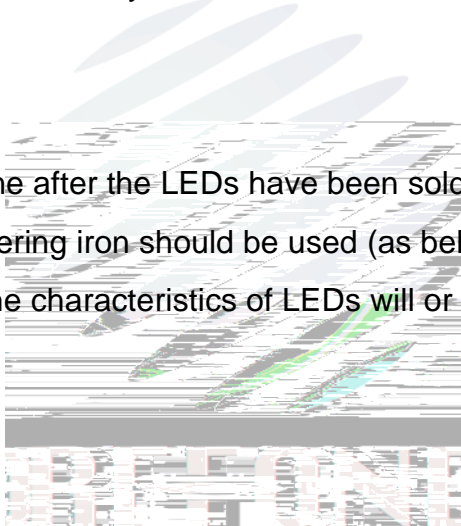 ne after the LEDs have been sold
ering iron should be used (as bel
ne characteristics of LEDs will or